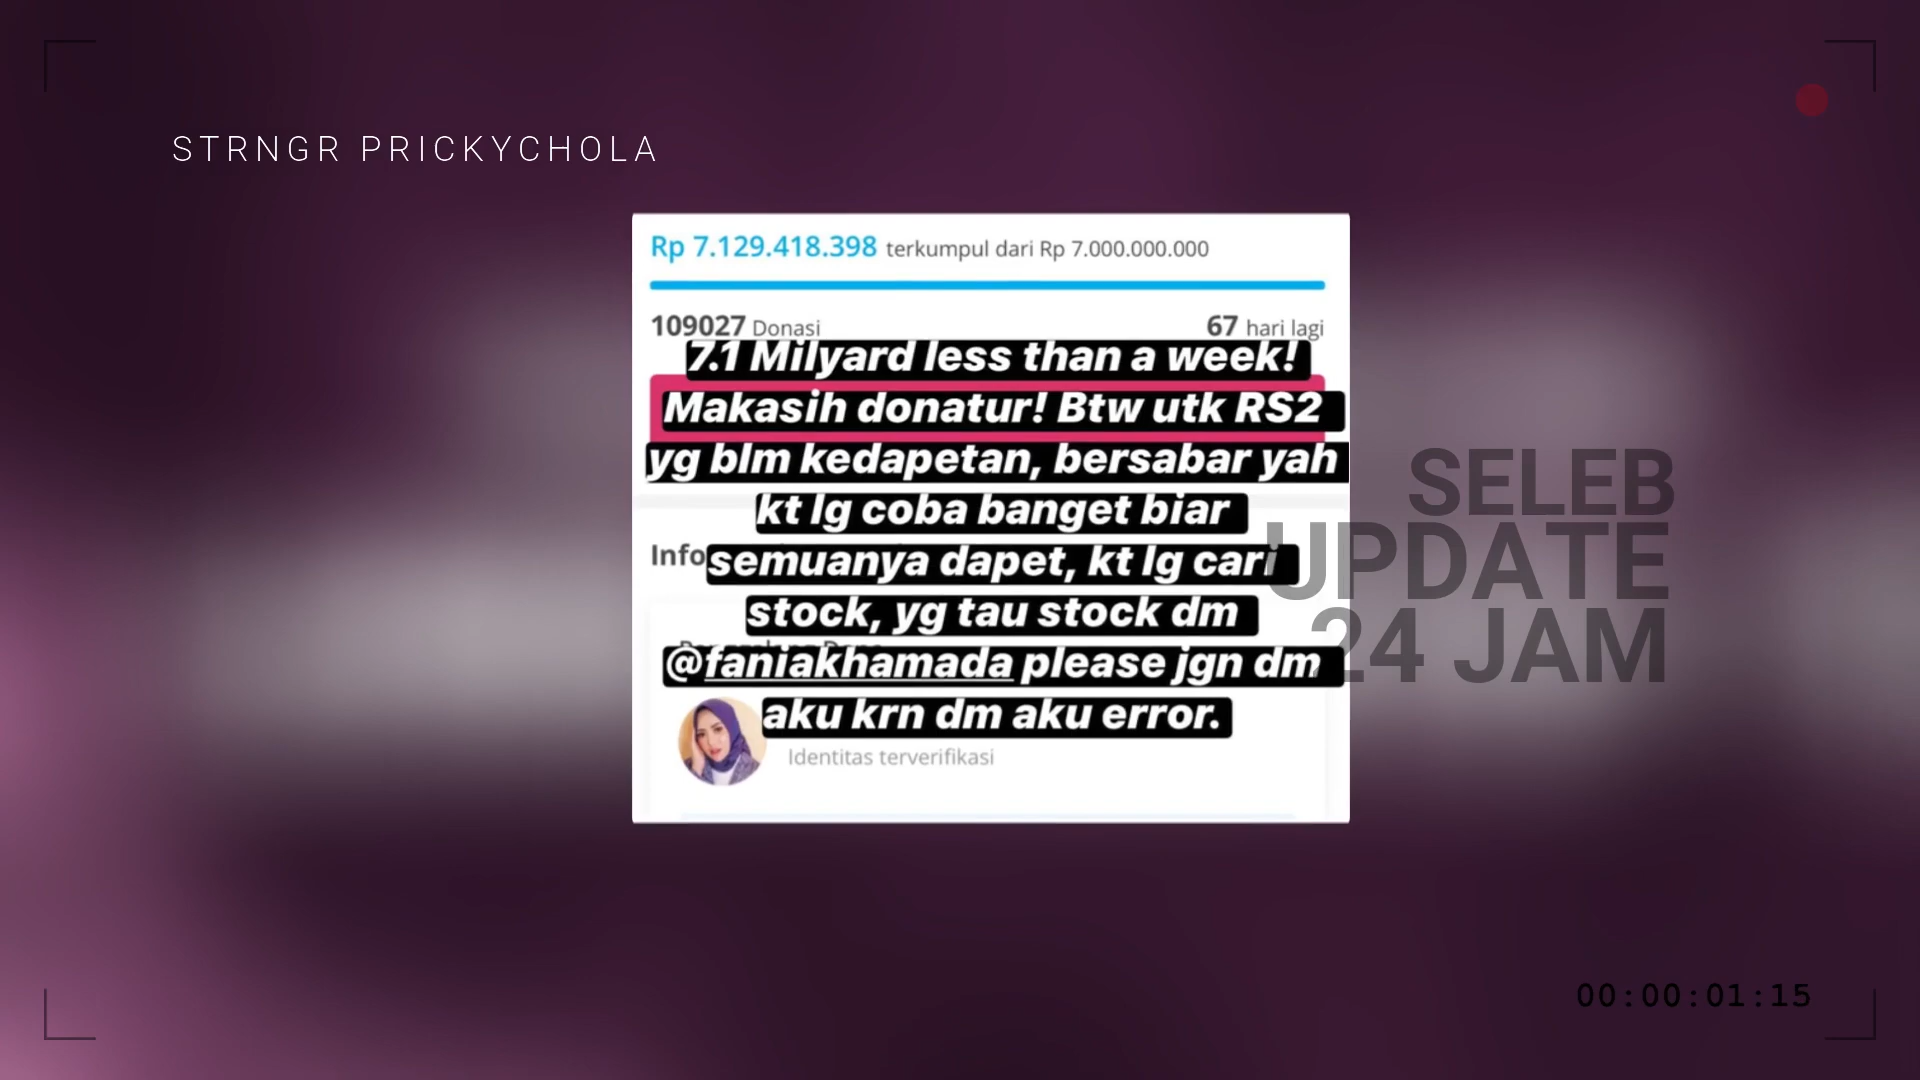 STRNGR PRICKYCHOLA
Rp 7.129.418.398 terkumpul dari Rp 7.000.000.000
109027 Donasi
67 hari lagi
7.1 Milyard less than a week!
Makasih donatur! Btw utk RS2
yg blm kedapetan, bersabar yah
kt lg coba banget biar
semuanya dapet, kt lg cari
stock, yg tau stock dm
@faniakhamada please jgn dm
aku krn dm aku error.
Info
Identitas terverifikasi
SELEB
UPDATE
24 JAM
00:00:01:15